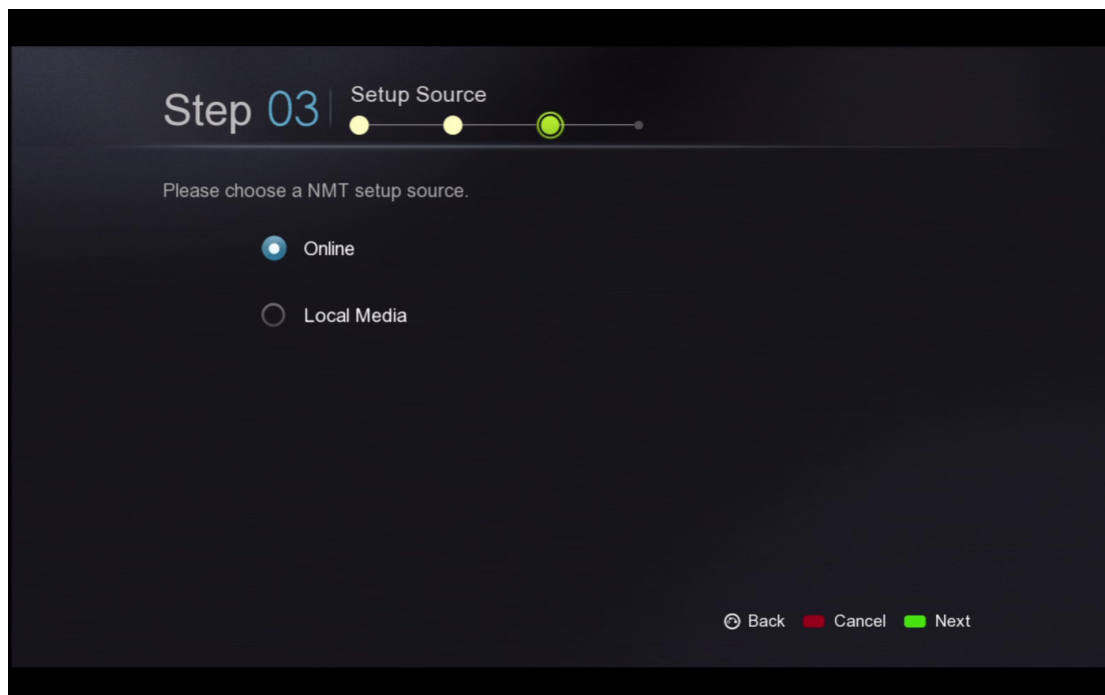 Step 03
Setup Source
Please choose a NMT setup source.
Online
Local Media
Back Cancel Next